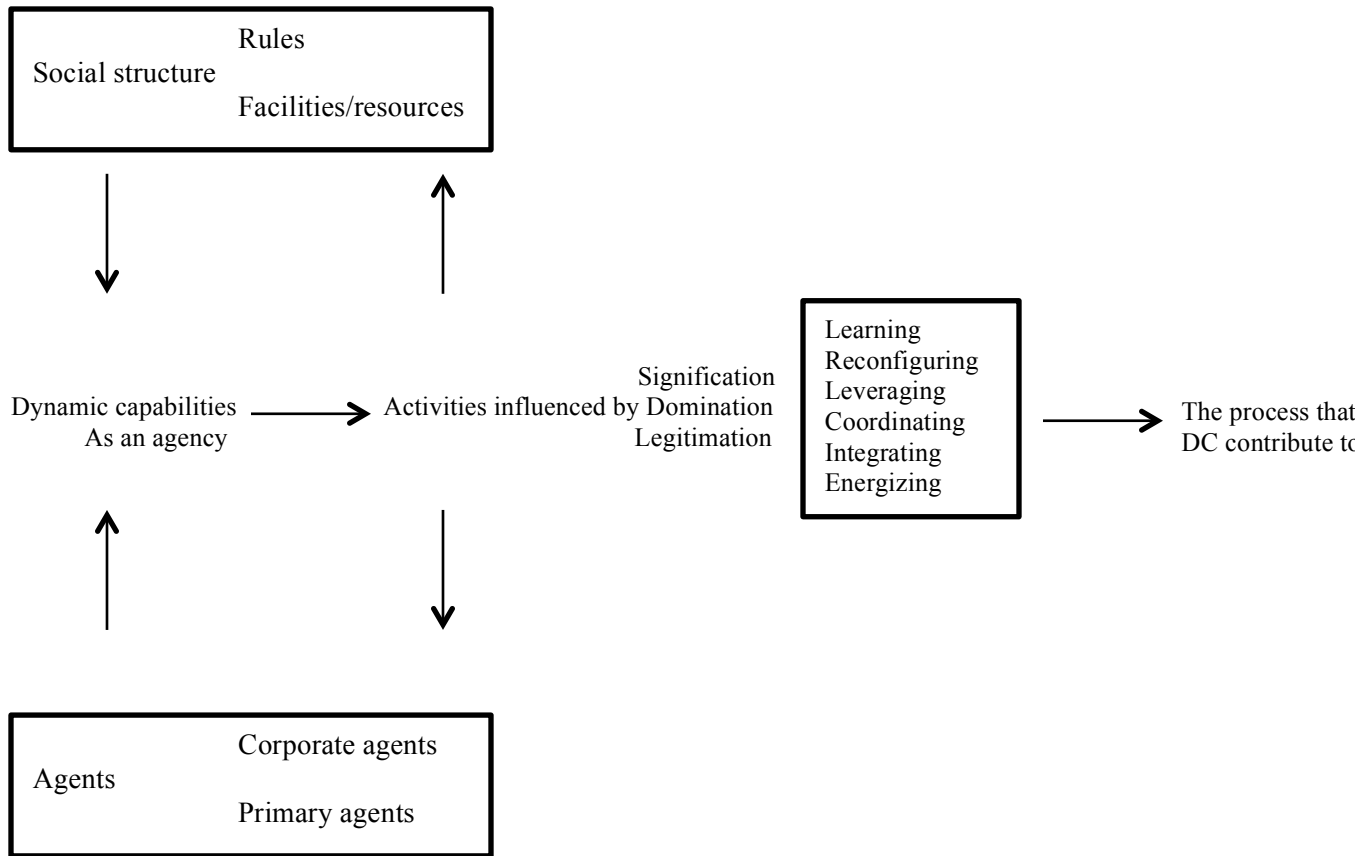 Rules
Social structure
Facilities/resources
Signification
Dynamic capabilities
As an agency
Activities influenced by Domination
Legitimation
Learning
Reconfiguring
Leveraging
Coordinating
Integrating
Energizing
The process that
DC contribute to
Corporate agents
Agents
Primary agents